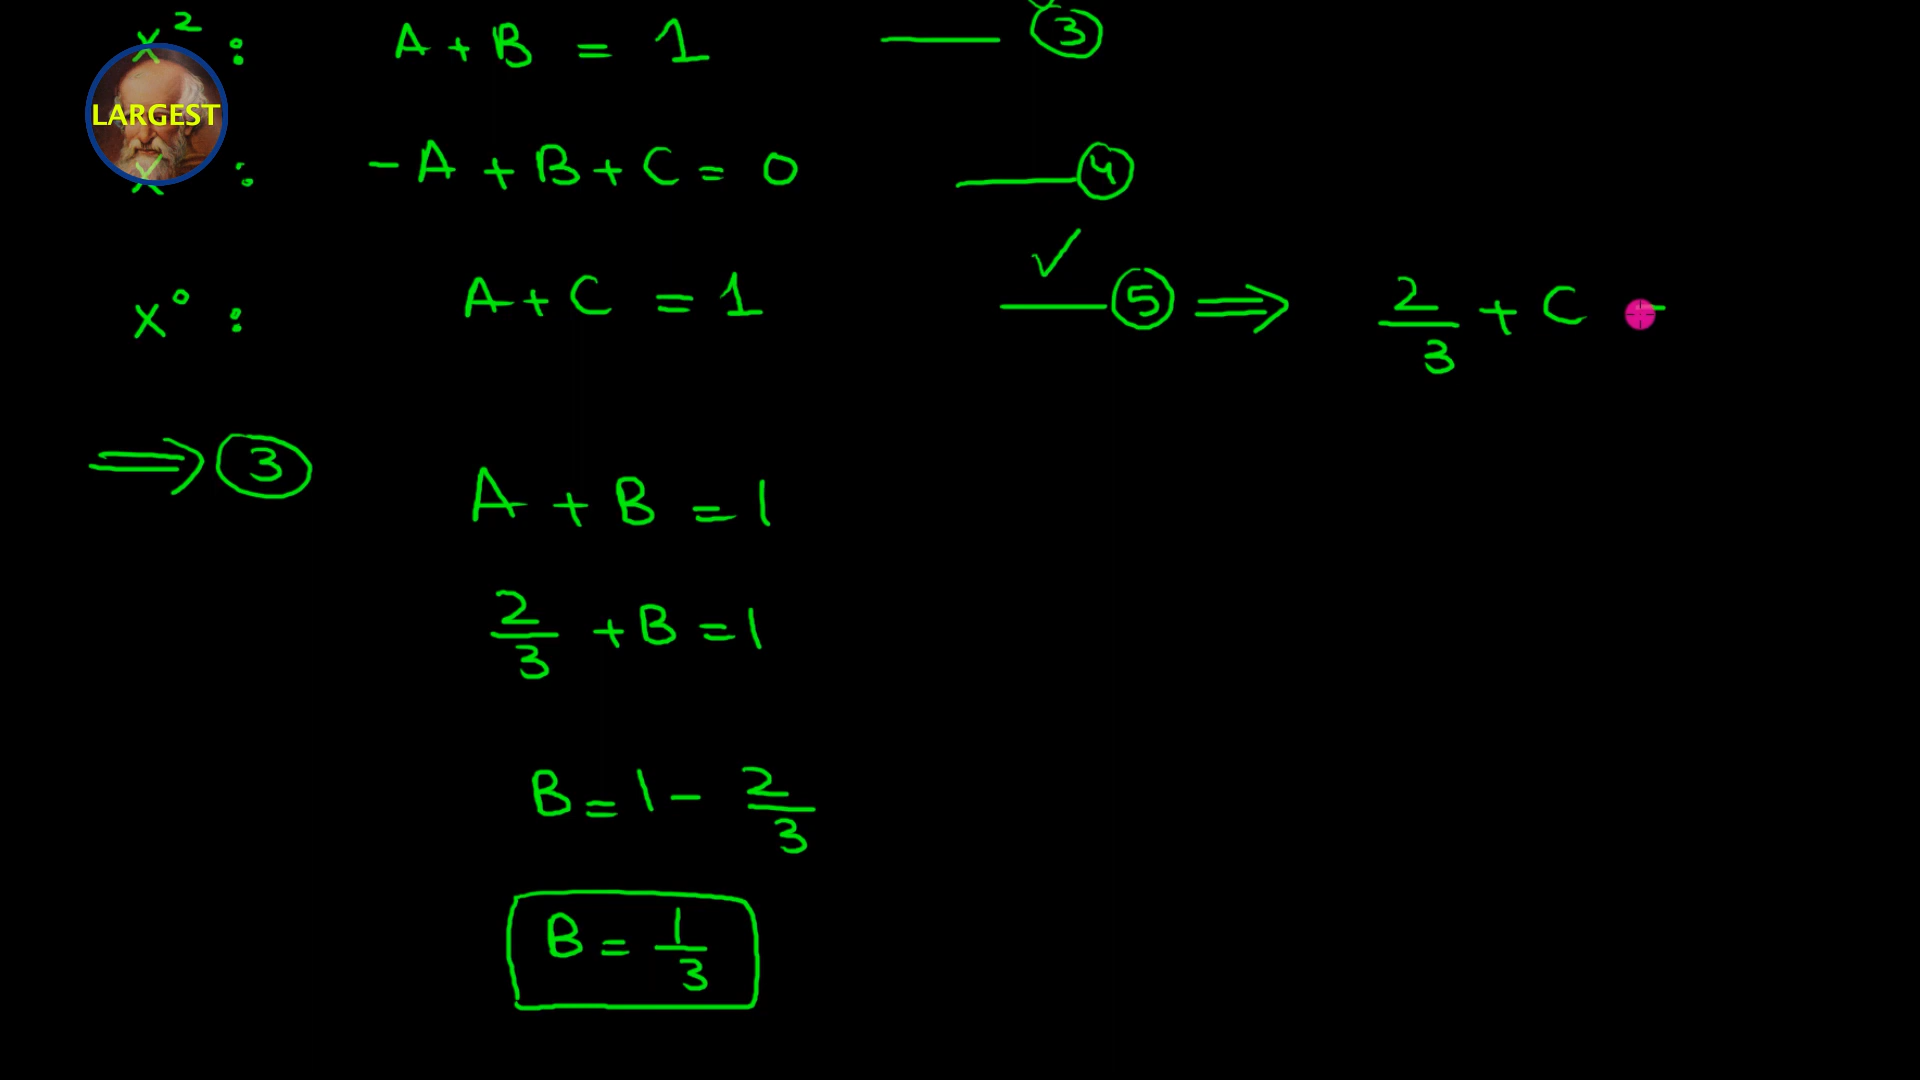 x² : A + B = 1 —— ③
LARGEST
x : - A + B + C = 0 —— ④
✓
x⁰ : A + C = 1 —— ⑤ ⟹ 2/3 + C =
⟹ ③ A + B = 1
2/3 + B = 1
B = 1 - 2/3
B = 1/3